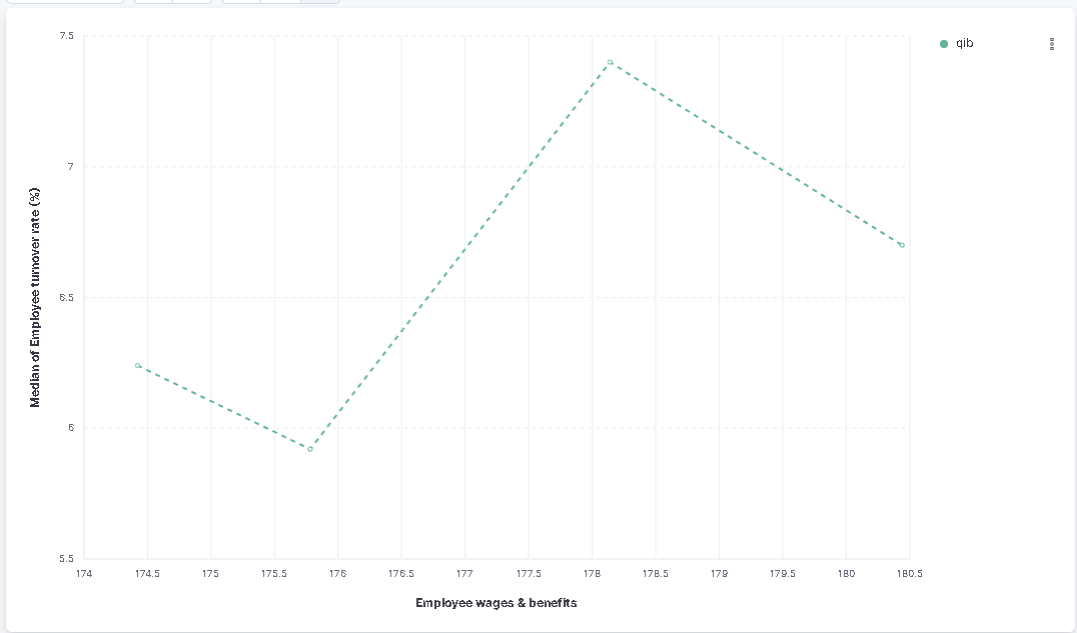 7.5
7
6.5
6
5.5
Median of Employee turnover rate (%)
174 174.5 175 175.5 176 176.5 177 177.5 178 178.5 179 179.5 180 180.5
Employee wages & benefits
qib